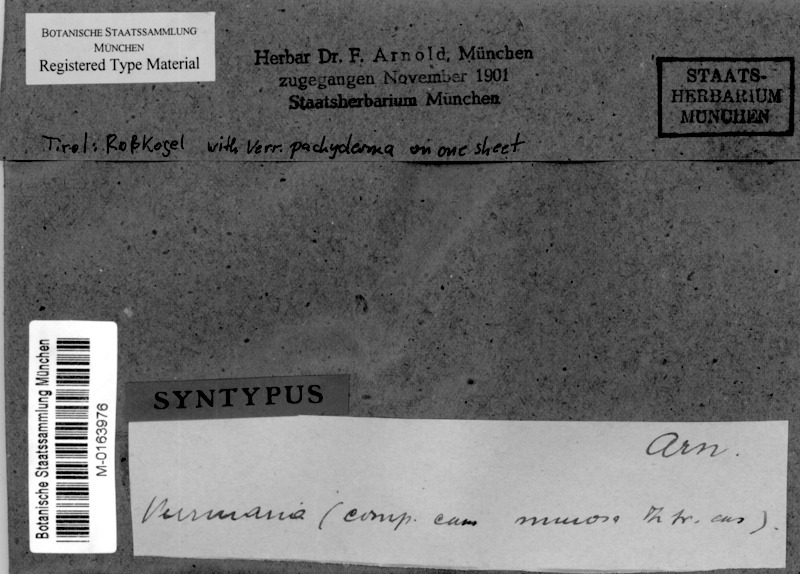 BOTANISCHE STAATSSAMMLUNG
MÜNCHEN
Registered Type Material
Herbar Dr. F. Arnold, München
zugegangen November 1901
Staatsherbarium München
STAATS-
HERBARIUM
MÜNCHEN
Tirol: Roßkogel with Verr. pachyderma on one sheet
Botanische Staatssammlung München
M-0163976
SYNTYPUS
Arn.
(comp. cum